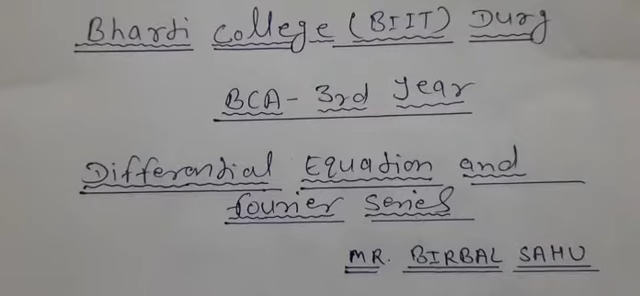 Bharti College (BIIT) Durg
BCA- 3rd Year
Differential Equation and
fourier series
MR. BIRBAL SAHU